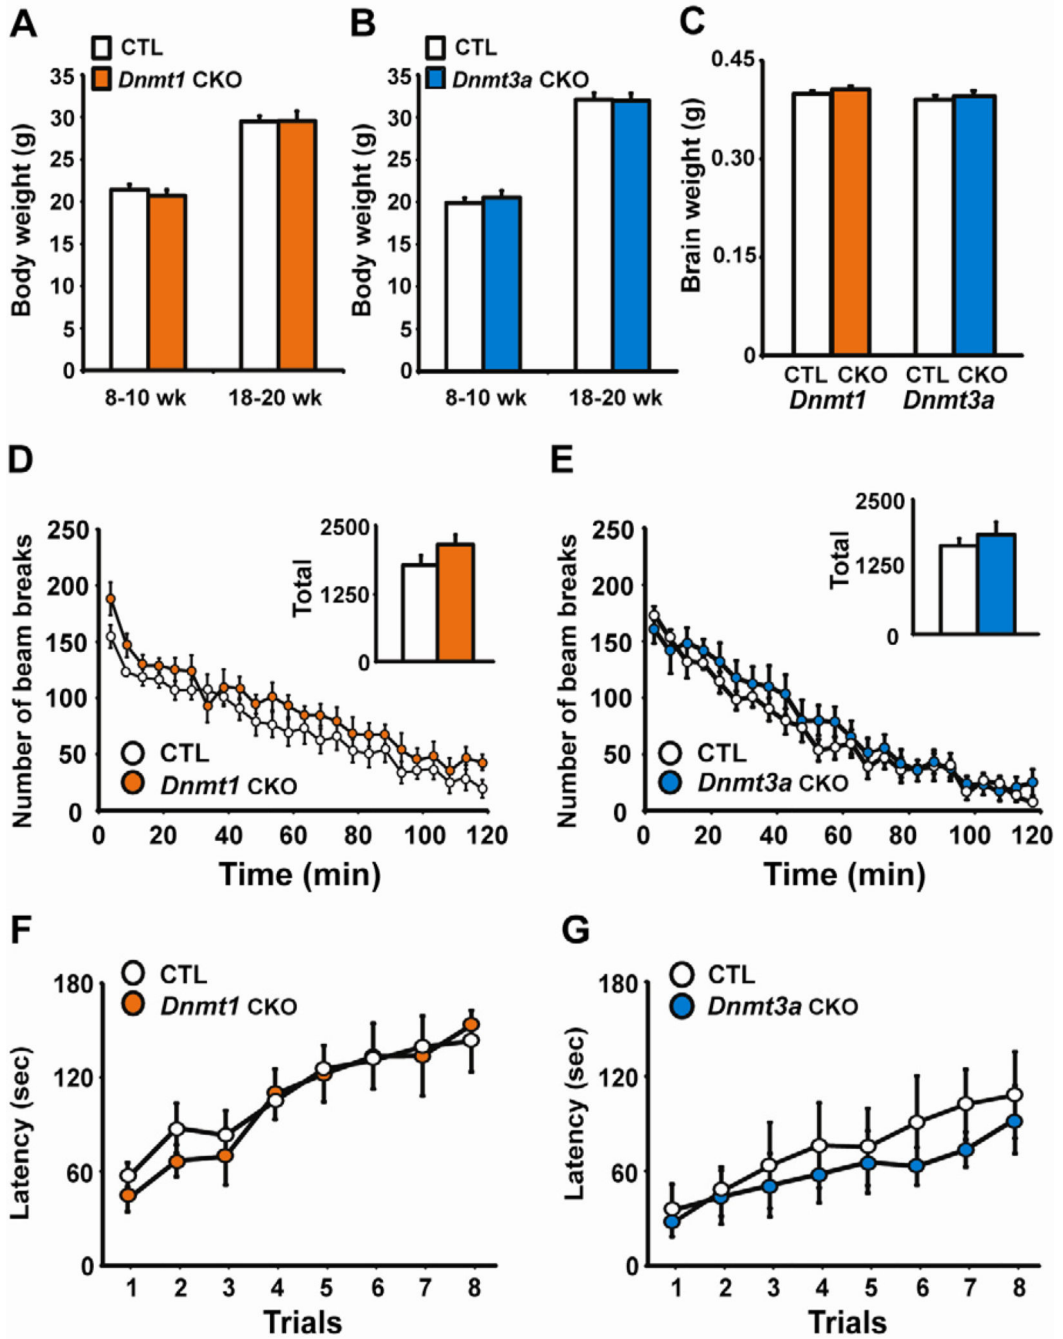 A
CTL
Dnmt1 CKO
Body weight (g)
35
30
25
20
15
10
5
0
8-10 wk
18-20 wk
B
CTL
Dnmt3a CKO
Body weight (g)
35
30
25
20
15
10
5
0
8-10 wk
18-20 wk
C
Brain weight (g)
0.45
0.30
0.15
0
CTL CKO
Dnmt1
CTL CKO
Dnmt3a
D
Number of beam breaks
250
200
150
100
50
0
Total
2500
1250
0
CTL
Dnmt1 CKO
0 20 40 60 80 100 120
Time (min)
E
Number of beam breaks
250
200
150
100
50
0
Total
2500
1250
0
CTL
Dnmt3a CKO
0 20 40 60 80 100 120
Time (min)
F
CTL
Dnmt1 CKO
Latency (sec)
180
120
60
0
1 2 3 4 5 6 7 8
Trials
G
CTL
Dnmt3a CKO
Latency (sec)
180
120
60
0
1 2 3 4 5 6 7 8
Trials